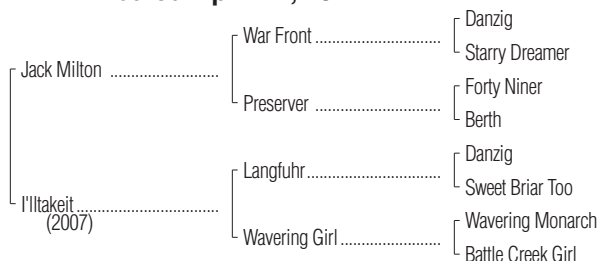 Danzig
War Front
Starry Dreamer
Jack Milton
Forty Niner
Preserver
Berth
Danzig
Langfuhr
Sweet Briar Too
I'lltakeit
(2007)
Wavering Monarch
Wavering Girl
Battle Creek Girl